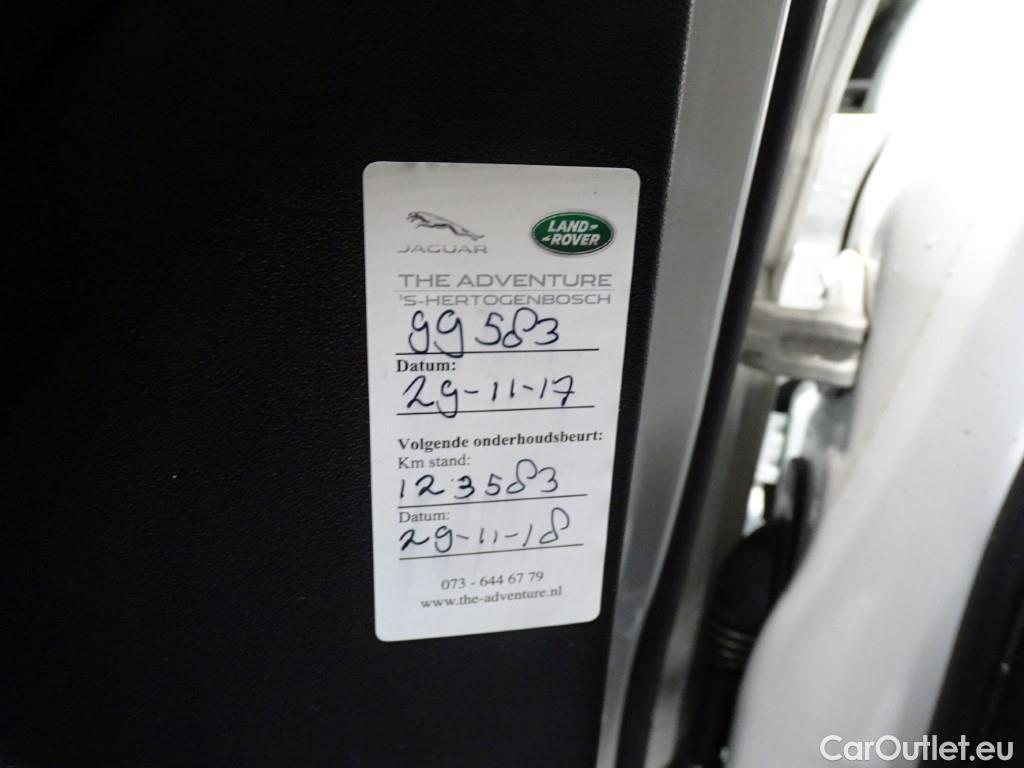 JAGUAR
LAND ROVER
THE ADVENTURE
'S-HERTOGENBOSCH
99583
Datum:
29-11-17
Volgende onderhoudsbeurt:
Km stand:
123583
Datum:
29-11-18
073 - 644 67 79
www.the-adventure.nl
CarOutlet.eu